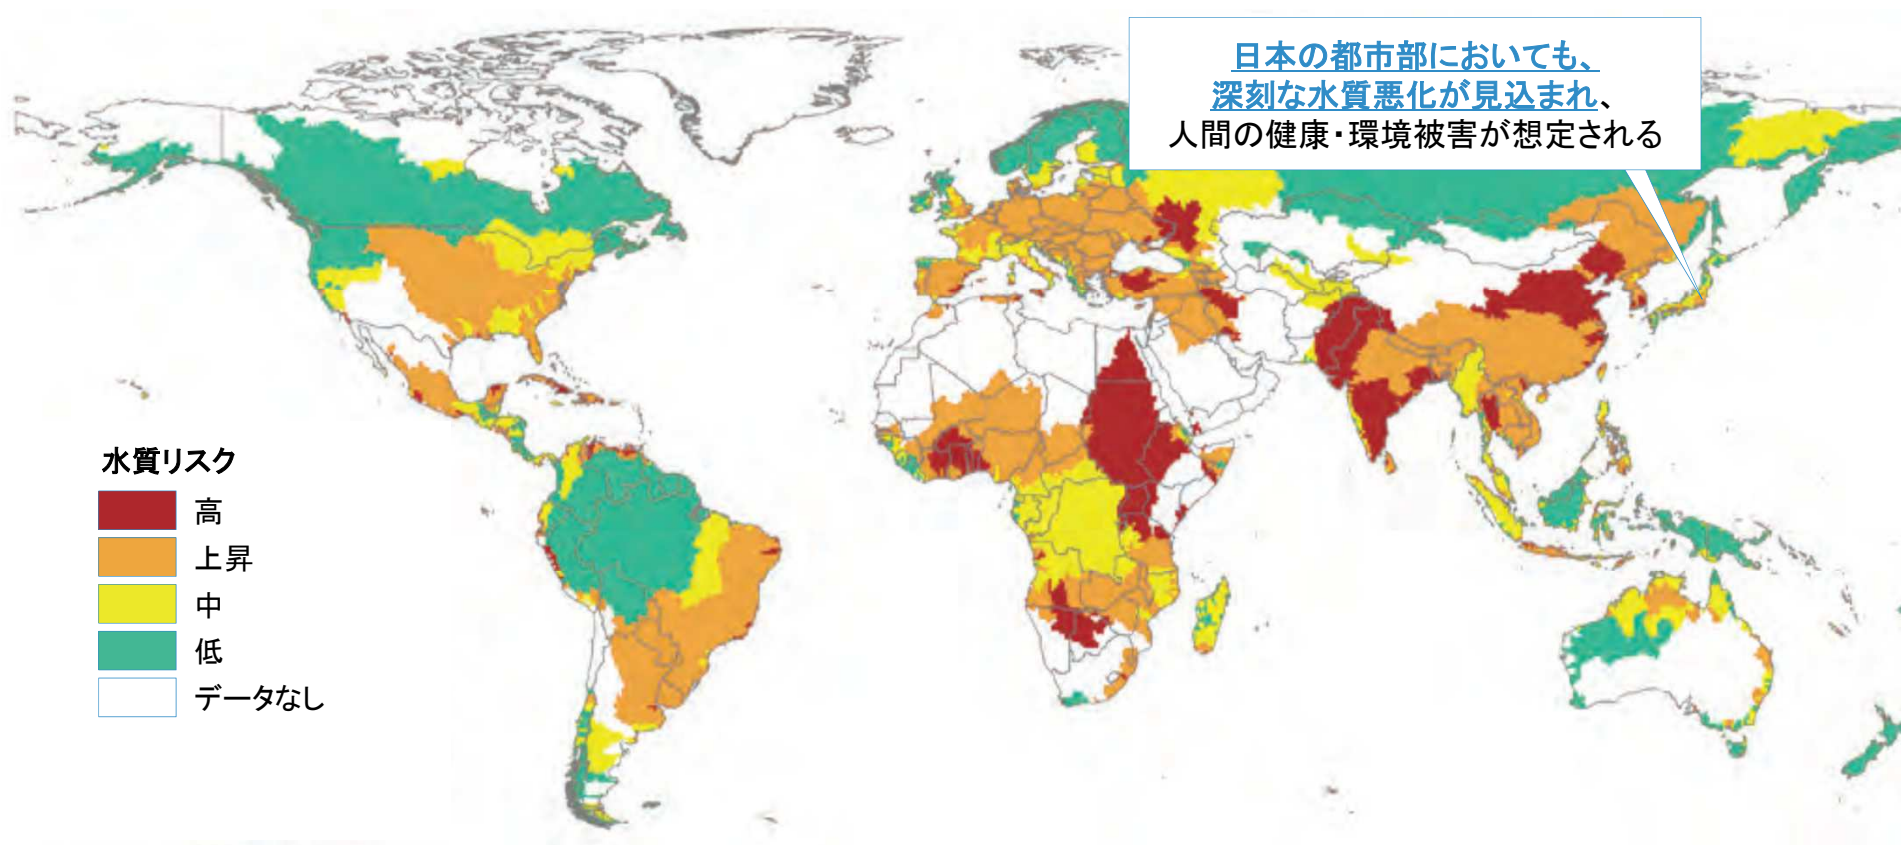 日本の都市部においても、
深刻な水質悪化が見込まれ、
人間の健康・環境被害が想定される
水質リスク
高
上昇
中
低
データなし